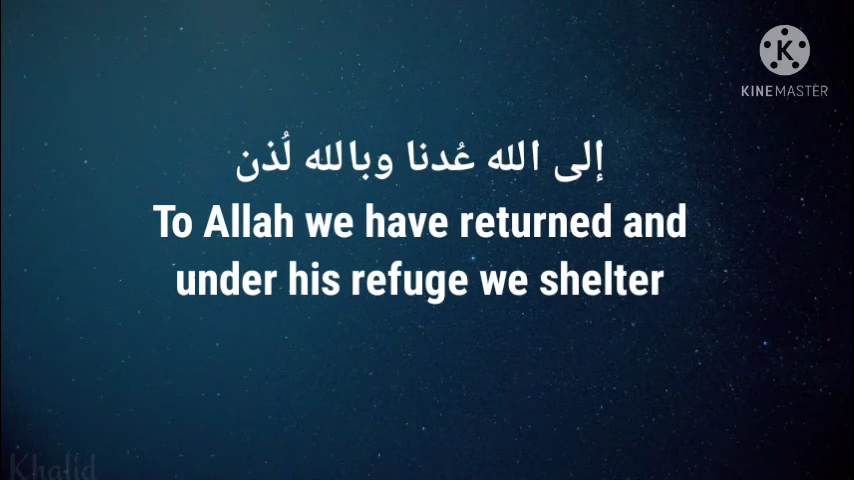 KINEMASTER
إلى الله عُدنا وبالله لُذن
To Allah we have returned and
under his refuge we shelter
Khalid